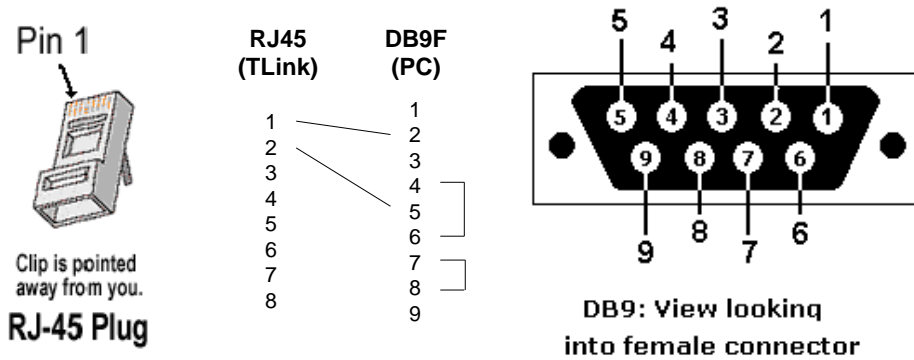 Pin 1
Clip is pointed
away from you.
RJ-45 Plug
RJ45 DB9F
(TLink) (PC)
1
2
3
4
5
6
7
8
1
2
3
4
5
6
7
8
9
5 4 3 2 1
5 4 3 2 1
9 8 7 6
9 8 7 6
DB9: View looking
into female connector